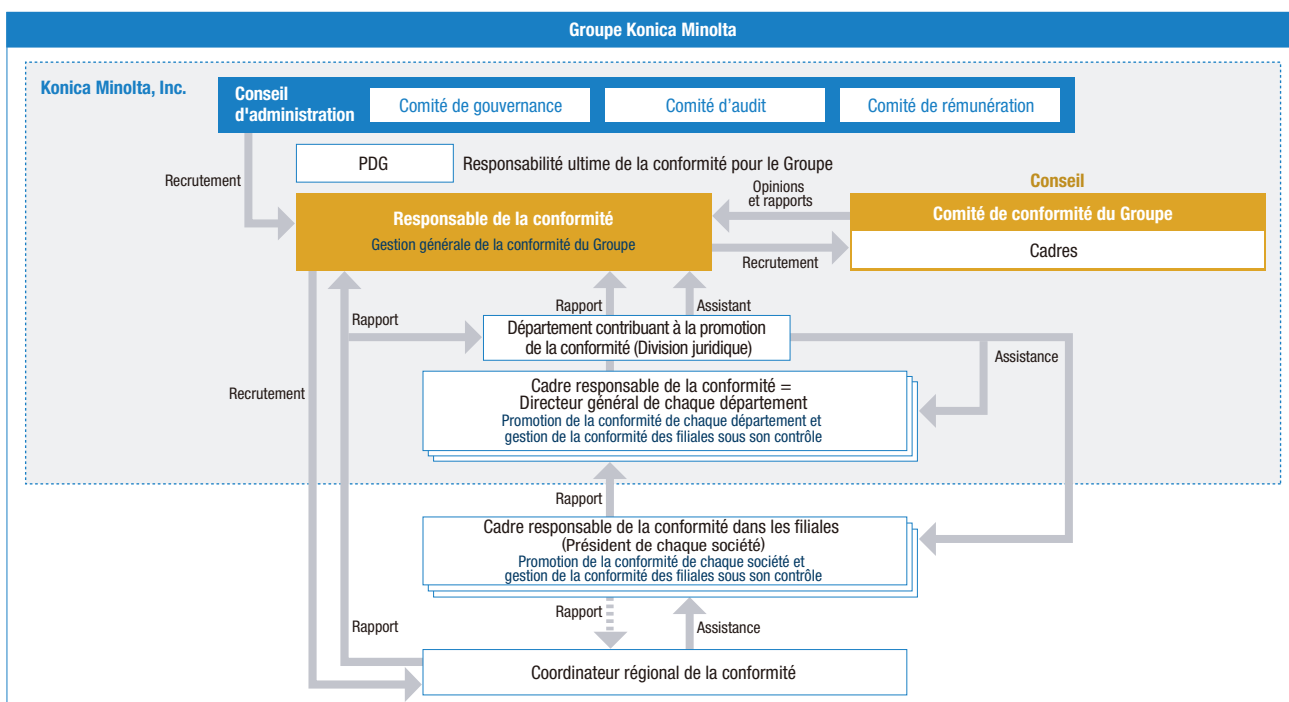 Groupe Konica Minolta
Konica Minolta, Inc.
Conseil
d'administration
Comité de gouvernance
Comité d'audit
Comité de rémunération
PDG
Responsabilité ultime de la conformité pour le Groupe
Recrutement
Responsable de la conformité
Gestion générale de la conformité du Groupe
Opinions
et rapports
Recrutement
Conseil
Comité de conformité du Groupe
Cadres
Rapport
Rapport
Assistant
Département contribuant à la promotion
de la conformité (Division juridique)
Assistance
Recrutement
Cadre responsable de la conformité =
Directeur général de chaque département
Promotion de la conformité de chaque département et
gestion de la conformité des filiales sous son contrôle
Rapport
Cadre responsable de la conformité dans les filiales
(Président de chaque société)
Promotion de la conformité de chaque société et
gestion de la conformité des filiales sous son contrôle
Rapport
Rapport
Assistance
Coordinateur régional de la conformité